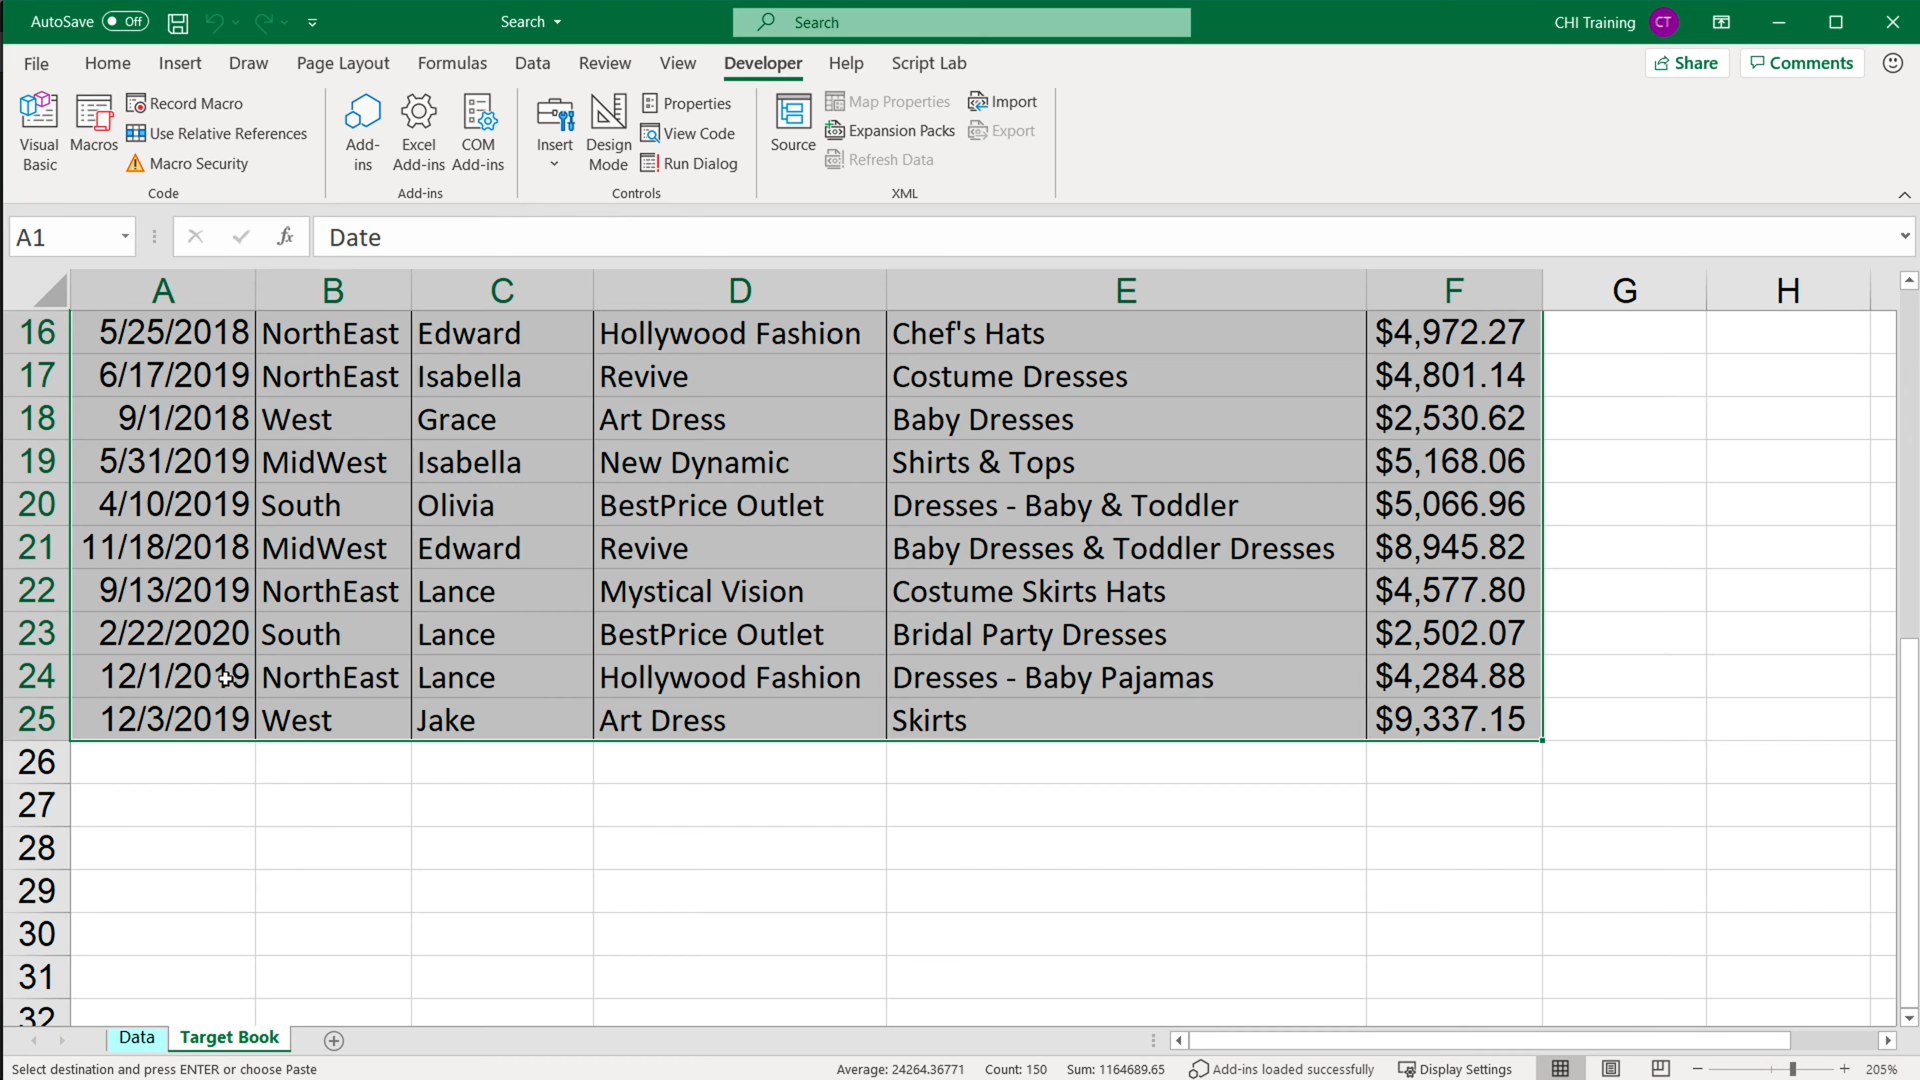 AutoSave Off Search Search CHI Training CT
File Home Insert Draw Page Layout Formulas Data Review View Developer Help Script Lab Share Comments
Visual Basic
Macros
Record Macro
Use Relative References
Macro Security
Code
Add-ins
Excel Add-ins
COM Add-ins
Add-ins
Insert
Design Mode
Properties
View Code
Run Dialog
Controls
Source
Map Properties
Expansion Packs
Refresh Data
Import
Export
XML
A1 fx Date
A B C D E F G H
16 5/25/2018 NorthEast Edward Hollywood Fashion Chef's Hats $4,972.27
17 6/17/2019 NorthEast Isabella Revive Costume Dresses $4,801.14
18 9/1/2018 West Grace Art Dress Baby Dresses $2,530.62
19 5/31/2019 MidWest Isabella New Dynamic Shirts & Tops $5,168.06
20 4/10/2019 South Olivia BestPrice Outlet Dresses - Baby & Toddler $5,066.96
21 11/18/2018 MidWest Edward Revive Baby Dresses & Toddler Dresses $8,945.82
22 9/13/2019 NorthEast Lance Mystical Vision Costume Skirts Hats $4,577.80
23 2/22/2020 South Lance BestPrice Outlet Bridal Party Dresses $2,502.07
24 12/1/2019 NorthEast Lance Hollywood Fashion Dresses - Baby Pajamas $4,284.88
25 12/3/2019 West Jake Art Dress Skirts $9,337.15
26
27
28
29
30
31
32
Data Target Book
Select destination and press ENTER or choose Paste Average: 24264.36771 Count: 150 Sum: 1164689.65 Add-ins loaded successfully Display Settings 205%